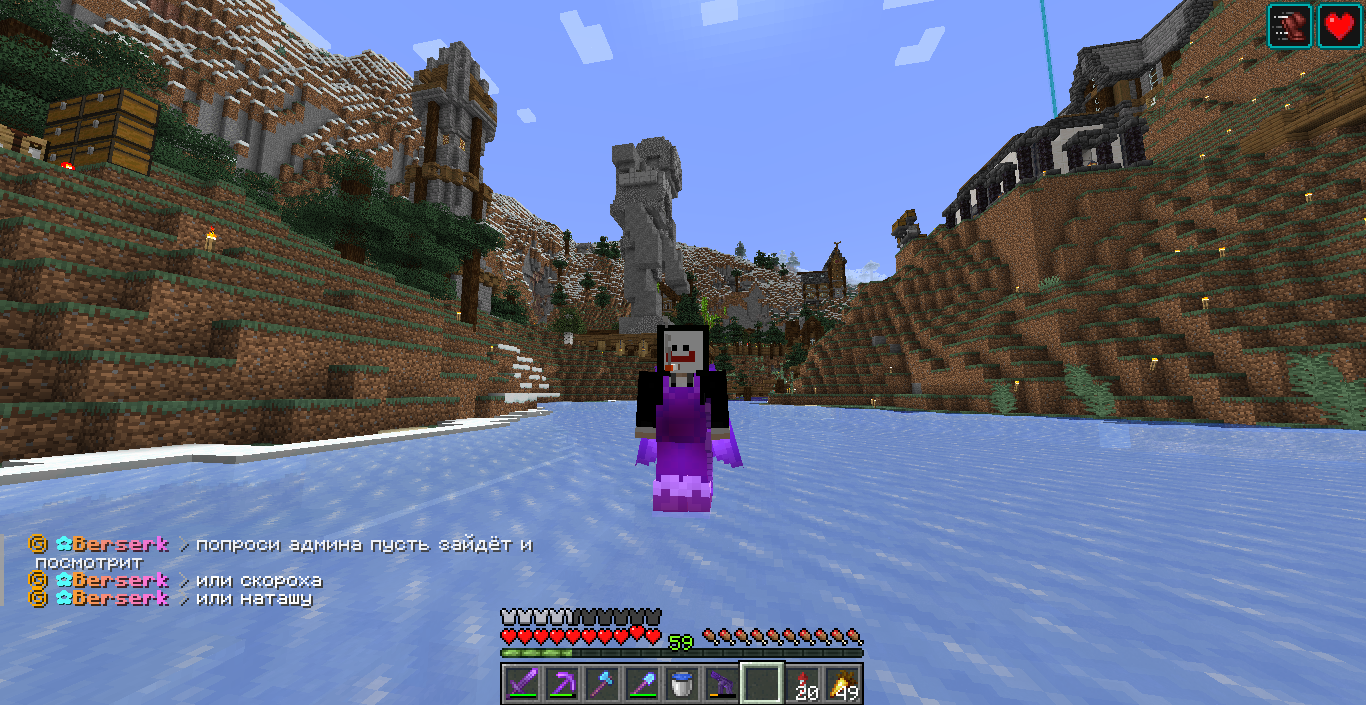 Berserk > попроси админа пусть зайдёт и
посмотрит
Berserk > или скороха
Berserk > или наташу
59
20
49